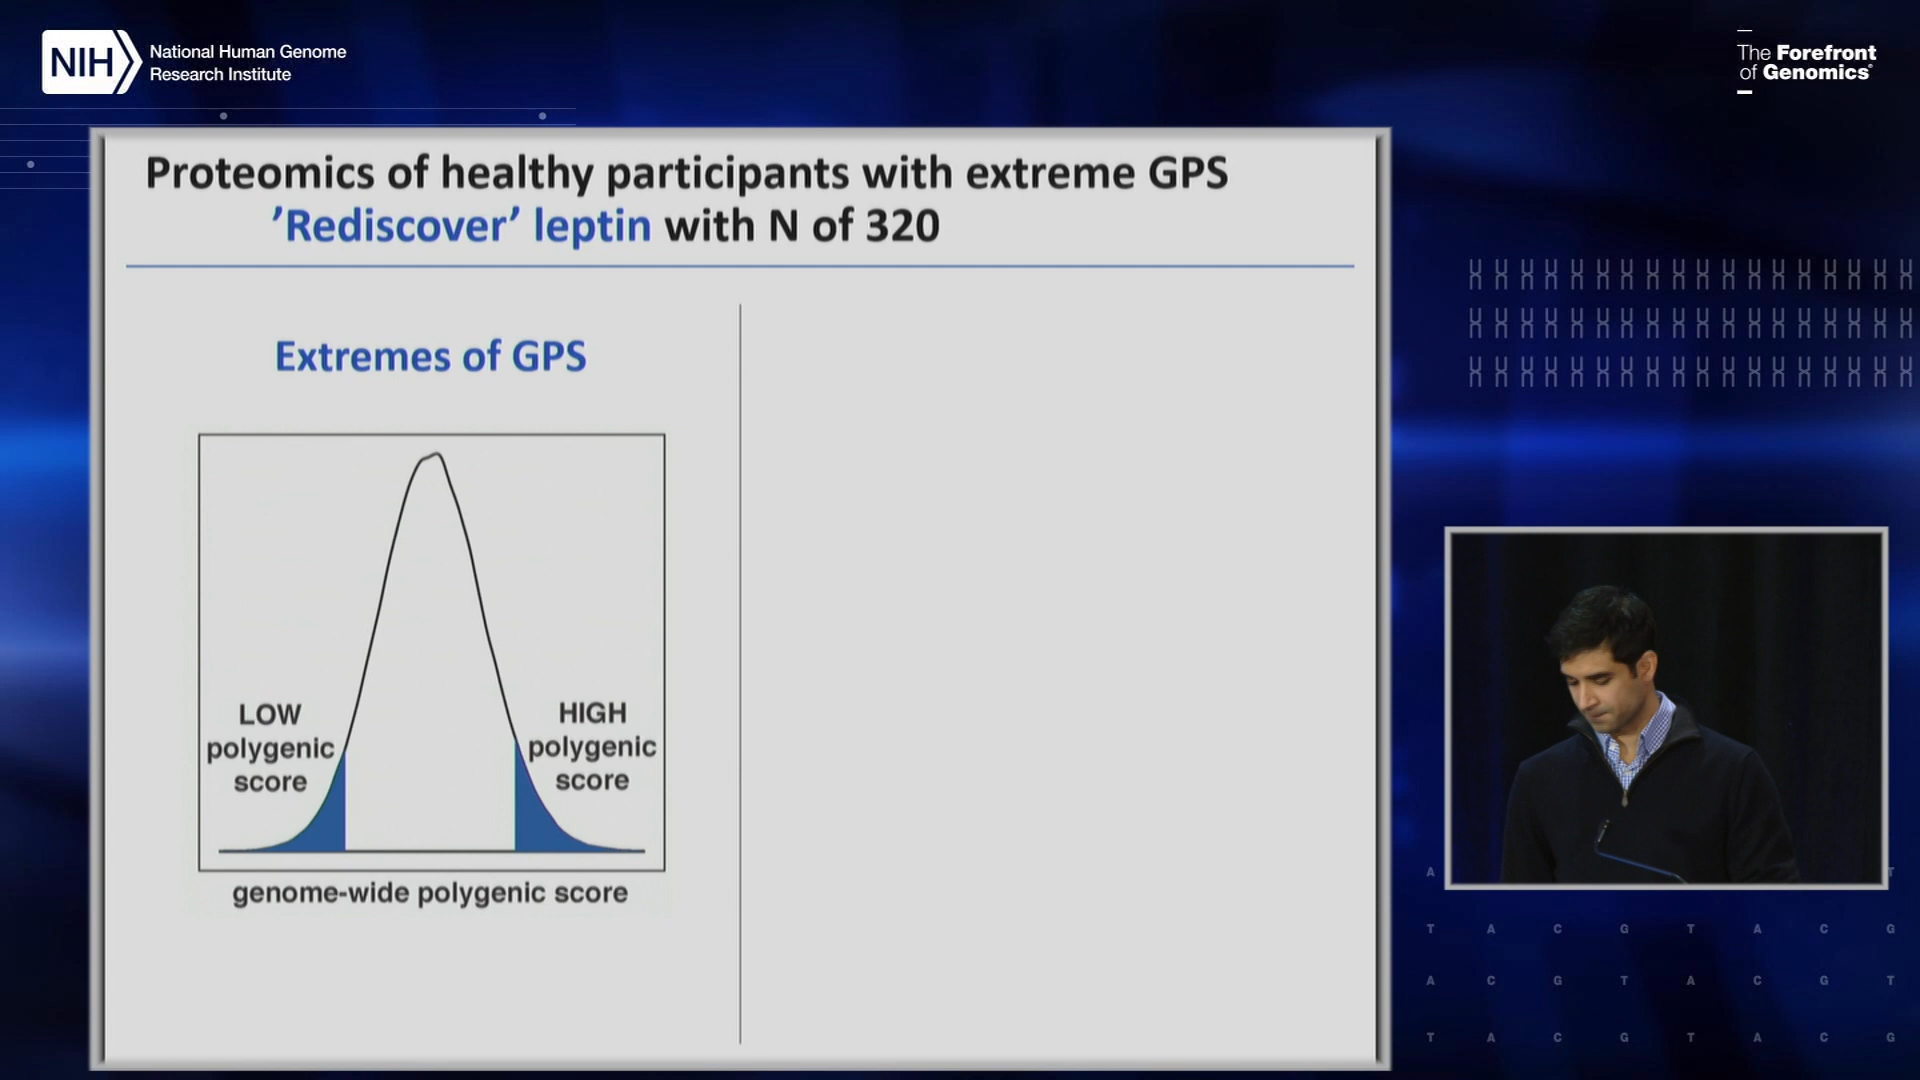 NIH
National Human Genome
Research Institute
The Forefront
of Genomics®
Proteomics of healthy participants with extreme GPS
’Rediscover’ leptin with N of 320
Extremes of GPS
LOW
polygenic
score
HIGH
polygenic
score
genome-wide polygenic score
A T
T A C G T A C G
A C G T A C G T
T A C G T A C G